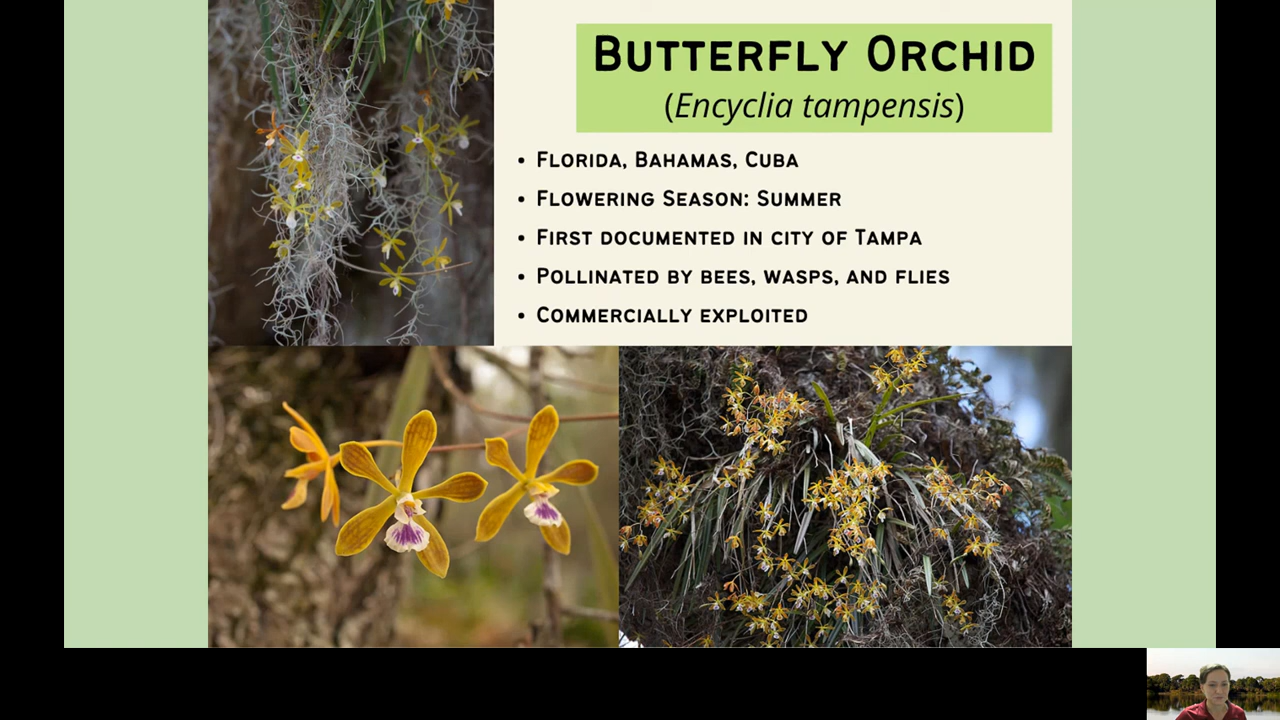 Butterfly Orchid
(Encyclia tampensis)
• Florida, Bahamas, Cuba
• Flowering Season: Summer
• First documented in city of Tampa
• Pollinated by bees, wasps, and flies
• Commercially exploited